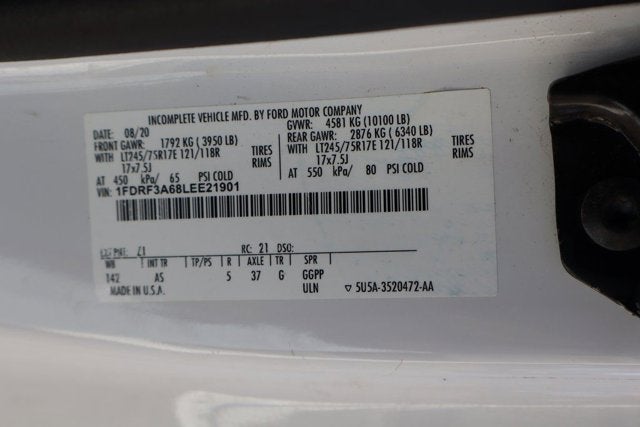 INCOMPLETE VEHICLE MFD. BY FORD MOTOR COMPANY
DATE: 08/20 GVWR: 4581 KG (10100 LB)
FRONT GAWR: 1792 KG (3950 LB) REAR GAWR: 2876 KG (6340 LB)
WITH LT245/75R17E 121/118R TIRES WITH LT245/75R17E 121/118R TIRES
17x7.5J RIMS 17x7.5J RIMS
AT 450 kPa/ 65 PSI COLD AT 550 kPa/ 80 PSI COLD
VIN: 1FDRF3A68LEE21901
EXT PNT: Z1 RC: 21 DSO:
WB INT TR TP/PS R AXLE TR SPR
142 AS 5 37 G GGPP
MADE IN U.S.A. ULN ▽ 5U5A-3520472-AA